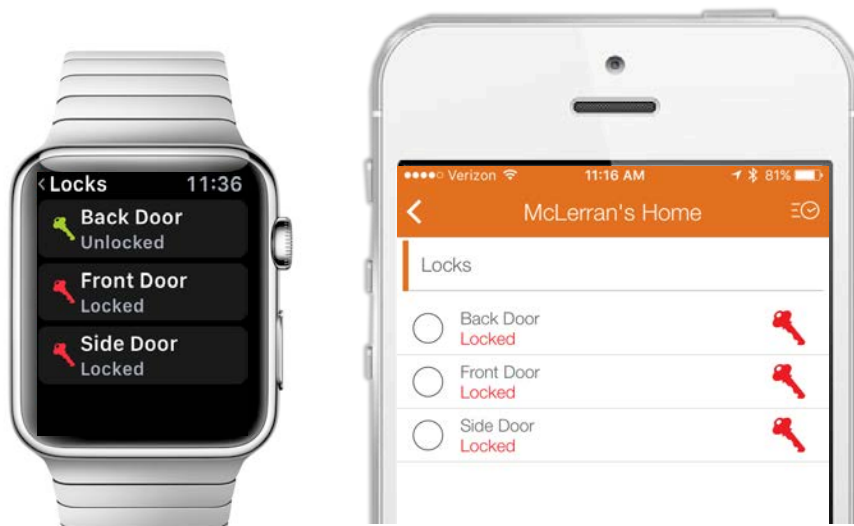 Locks 11:36
Back Door
Unlocked
Front Door
Locked
Side Door
Locked
Verizon 11:16 AM 81%
McLerran's Home
Locks
Back Door
Locked
Front Door
Locked
Side Door
Locked